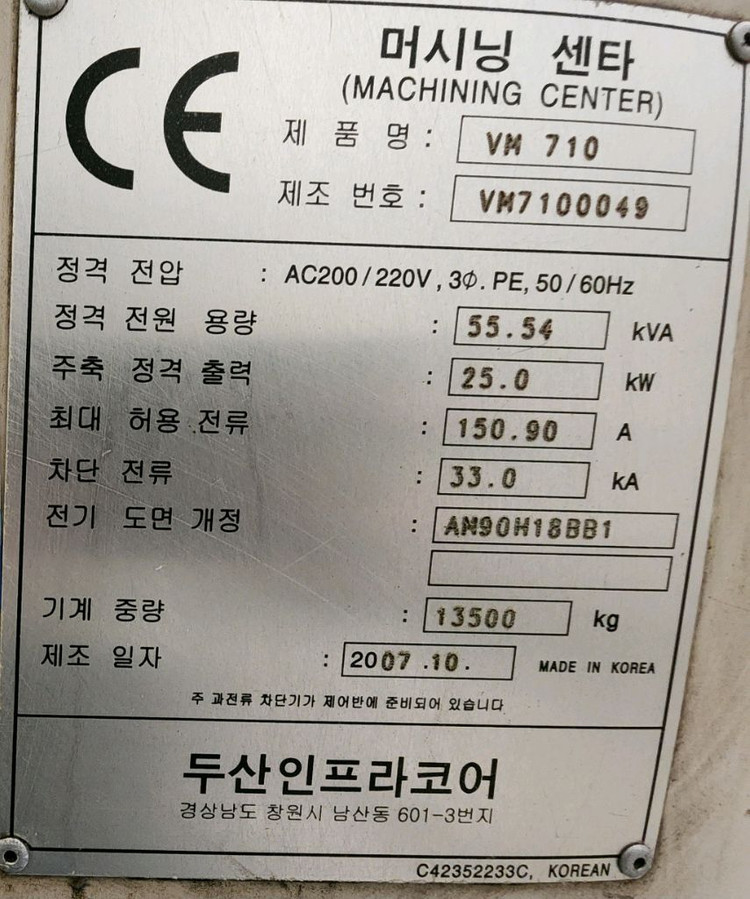 CE
머시닝 센타
(MACHINING CENTER)
제 품 명 : VM 710
제조 번호 : VM7100049
정격 전압 : AC200/220V, 3Φ. PE, 50/60Hz
정격 전원 용량 : 55.54 kVA
주축 정격 출력 : 25.0 kW
최대 허용 전류 : 150.90 A
차단 전류 : 33.0 kA
전기 도면 개정 : AM90H18BB1
기계 중량 : 13500 kg
제조 일자 : 2007.10. MADE IN KOREA
주 과전류 차단기가 제어반에 준비되어 있습니다
두산인프라코어
경상남도 창원시 남산동 601-3번지
C42352233C, KOREAN